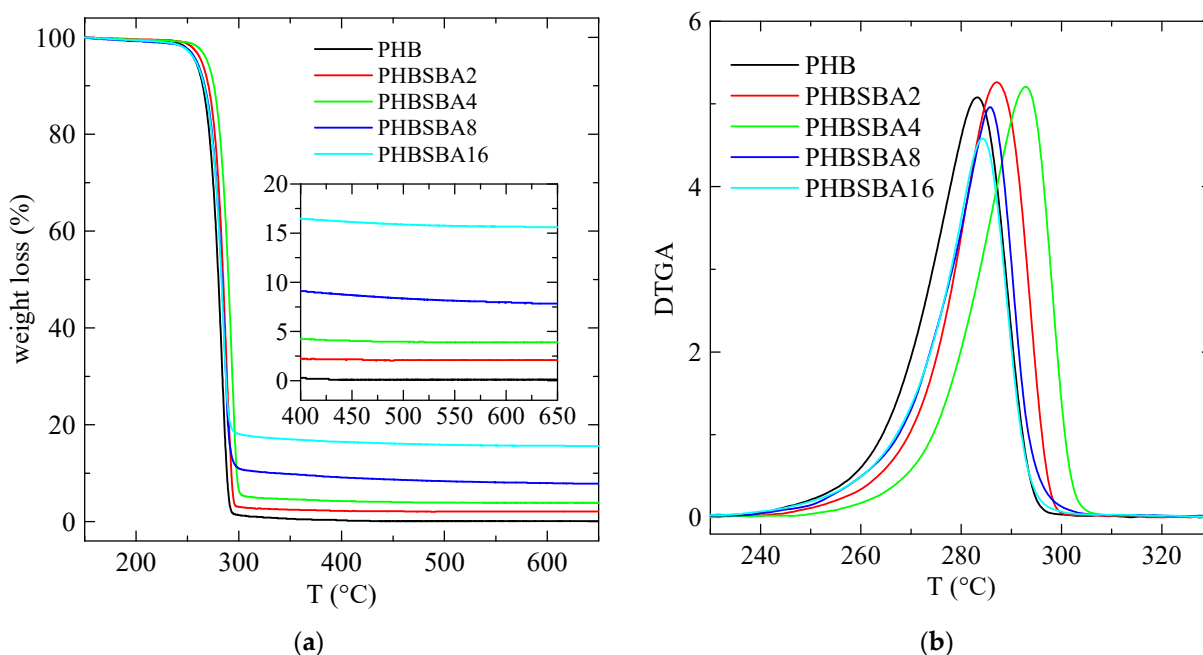 100
80
60
40
20
0
weight loss (%)
PHB
PHBSBA2
PHBSBA4
PHBSBA8
PHBSBA16
20
15
10
5
0
400 450 500 550 600 650
200 300 400 500 600
T (°C)
(a)
6
4
2
0
DTGA
PHB
PHBSBA2
PHBSBA4
PHBSBA8
PHBSBA16
240 260 280 300 320
T (°C)
(b)